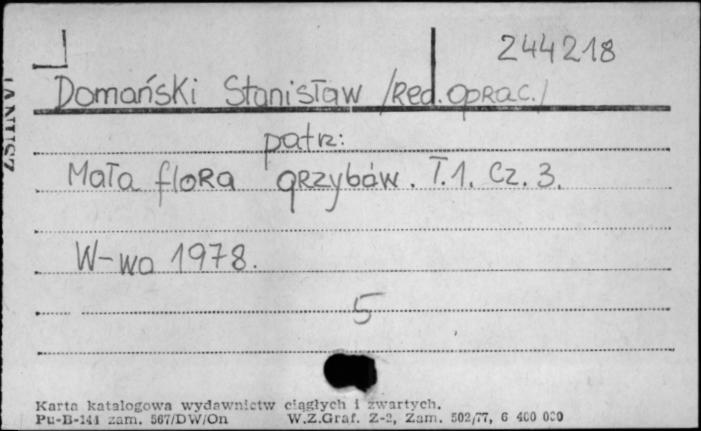 244218
Domański Stanisław /Red. oprac./
patrz:
Mała flora grzybów. T.1. Cz. 3.
W-wa 1978.
5
Karta katalogowa wydawnictw ciągłych i zwartych.
Pu-B-141 zam. 567/DW/On W.Z.Graf. Z-2, Zam. 502/77, 6 400 000